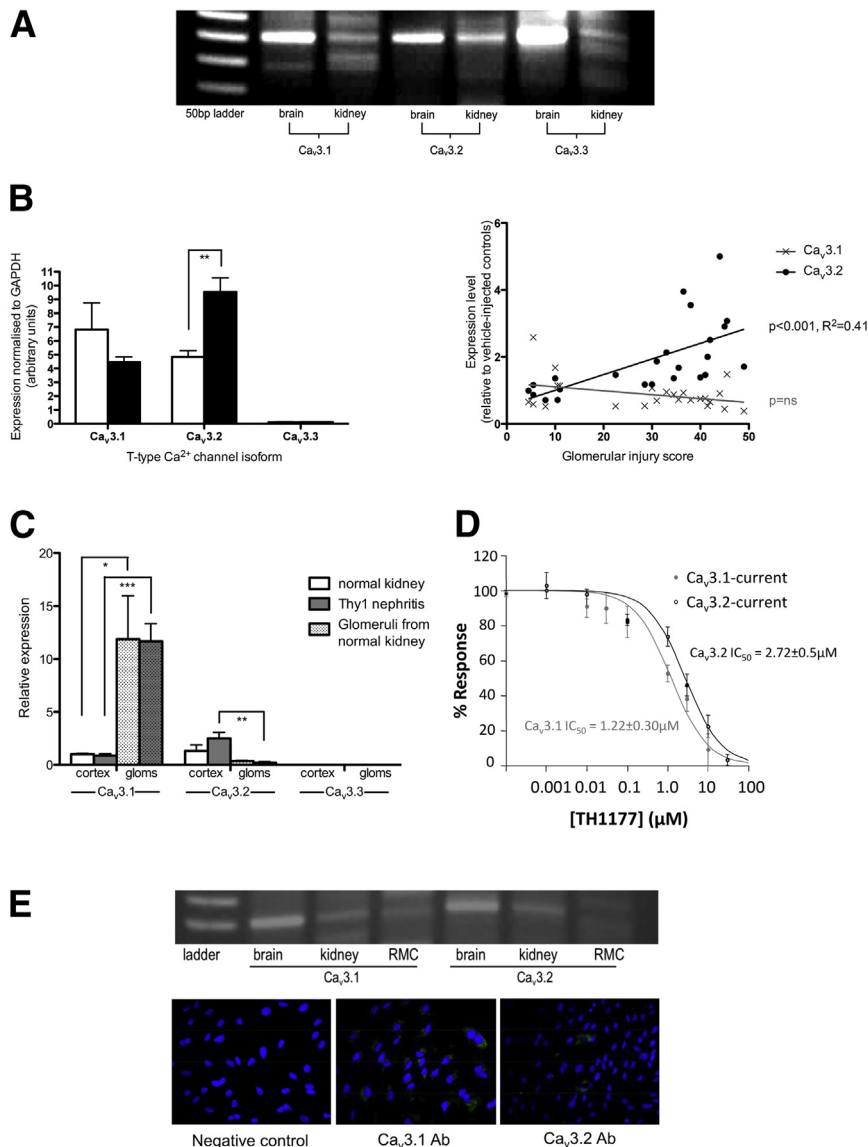 A
50bp ladder
brain kidney brain kidney brain kidney
Cav3.1 Cav3.2 Cav3.3
B
Expression normalised to GAPDH
(arbitrary units)
11
10
9
8
7
6
5
4
3
2
1
0
**
Cav3.1 Cav3.2 Cav3.3
T-type Ca2+ channel isoform
Expression level
(relative to vehicle-injected controls)
6
4
2
0
0 10 20 30 40 50
Glomerular injury score
Cav3.1
Cav3.2
p<0.001, R2=0.41
p=ns
C
Relative expression
20
15
10
5
0
*
***
**
normal kidney
Thy1 nephritis
Glomeruli from
normal kidney
cortex gloms cortex gloms cortex gloms
Cav3.1 Cav3.2 Cav3.3
D
% Response
120
100
80
60
40
20
0
0.001 0.01 0.1 1.0 10 100
[TH1177] (μM)
Cav3.1-current
Cav3.2-current
Cav3.2 IC50 = 2.72±0.5μM
Cav3.1 IC50 = 1.22±0.30μM
E
ladder brain kidney RMC brain kidney RMC
Cav3.1 Cav3.2
Negative control Cav3.1 Ab Cav3.2 Ab